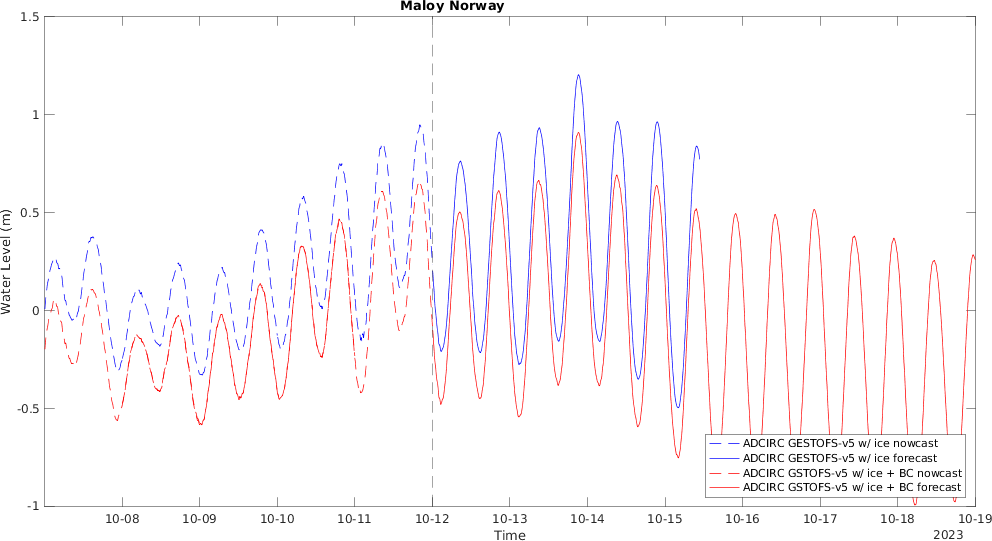 Maloy Norway
1.5
1
0.5
0
-0.5
-1
Water Level (m)
ADCIRC GESTOFS-v5 w/ ice nowcast
ADCIRC GESTOFS-v5 w/ ice forecast
ADCIRC GSTOFS-v5 w/ ice + BC nowcast
ADCIRC GSTOFS-v5 w/ ice + BC forecast
10-08 10-09 10-10 10-11 10-12 10-13 10-14 10-15 10-16 10-17 10-18 10-19
Time
2023